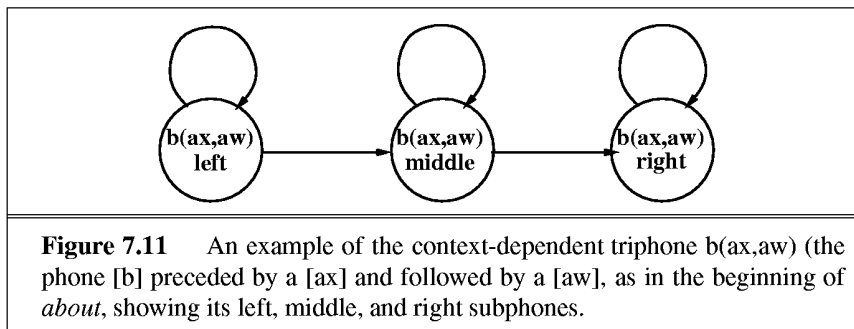 b(ax,aw)
left
b(ax,aw)
middle
b(ax,aw)
right
Figure 7.11 An example of the context-dependent triphone b(ax,aw) (the
phone [b] preceded by a [ax] and followed by a [aw], as in the beginning of
about, showing its left, middle, and right subphones.